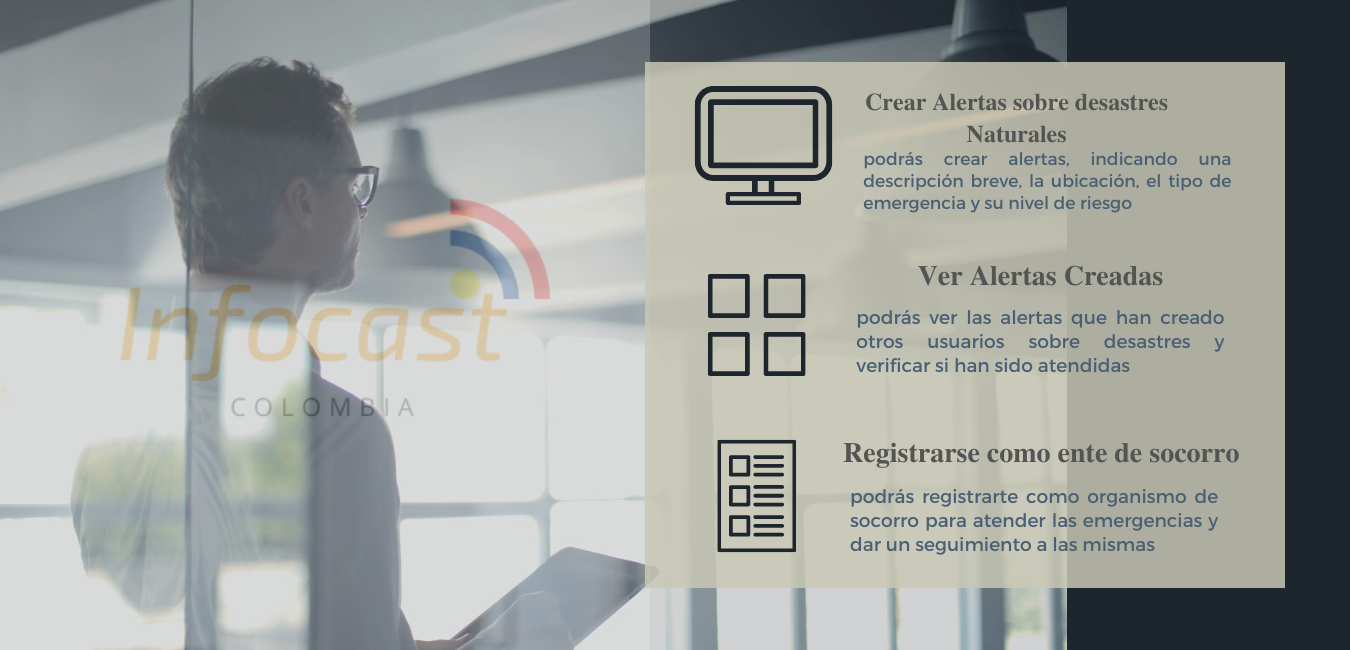 Infocast
COLOMBIA
Crear Alertas sobre desastres
Naturales
podrás crear alertas, indicando una
descripción breve, la ubicación, el tipo de
emergencia y su nivel de riesgo
Ver Alertas Creadas
podrás ver las alertas que han creado
otros usuarios sobre desastres y
verificar si han sido atendidas
Registrarse como ente de socorro
podrás registrarte como organismo de
socorro para atender las emergencias y
dar un seguimiento a las mismas